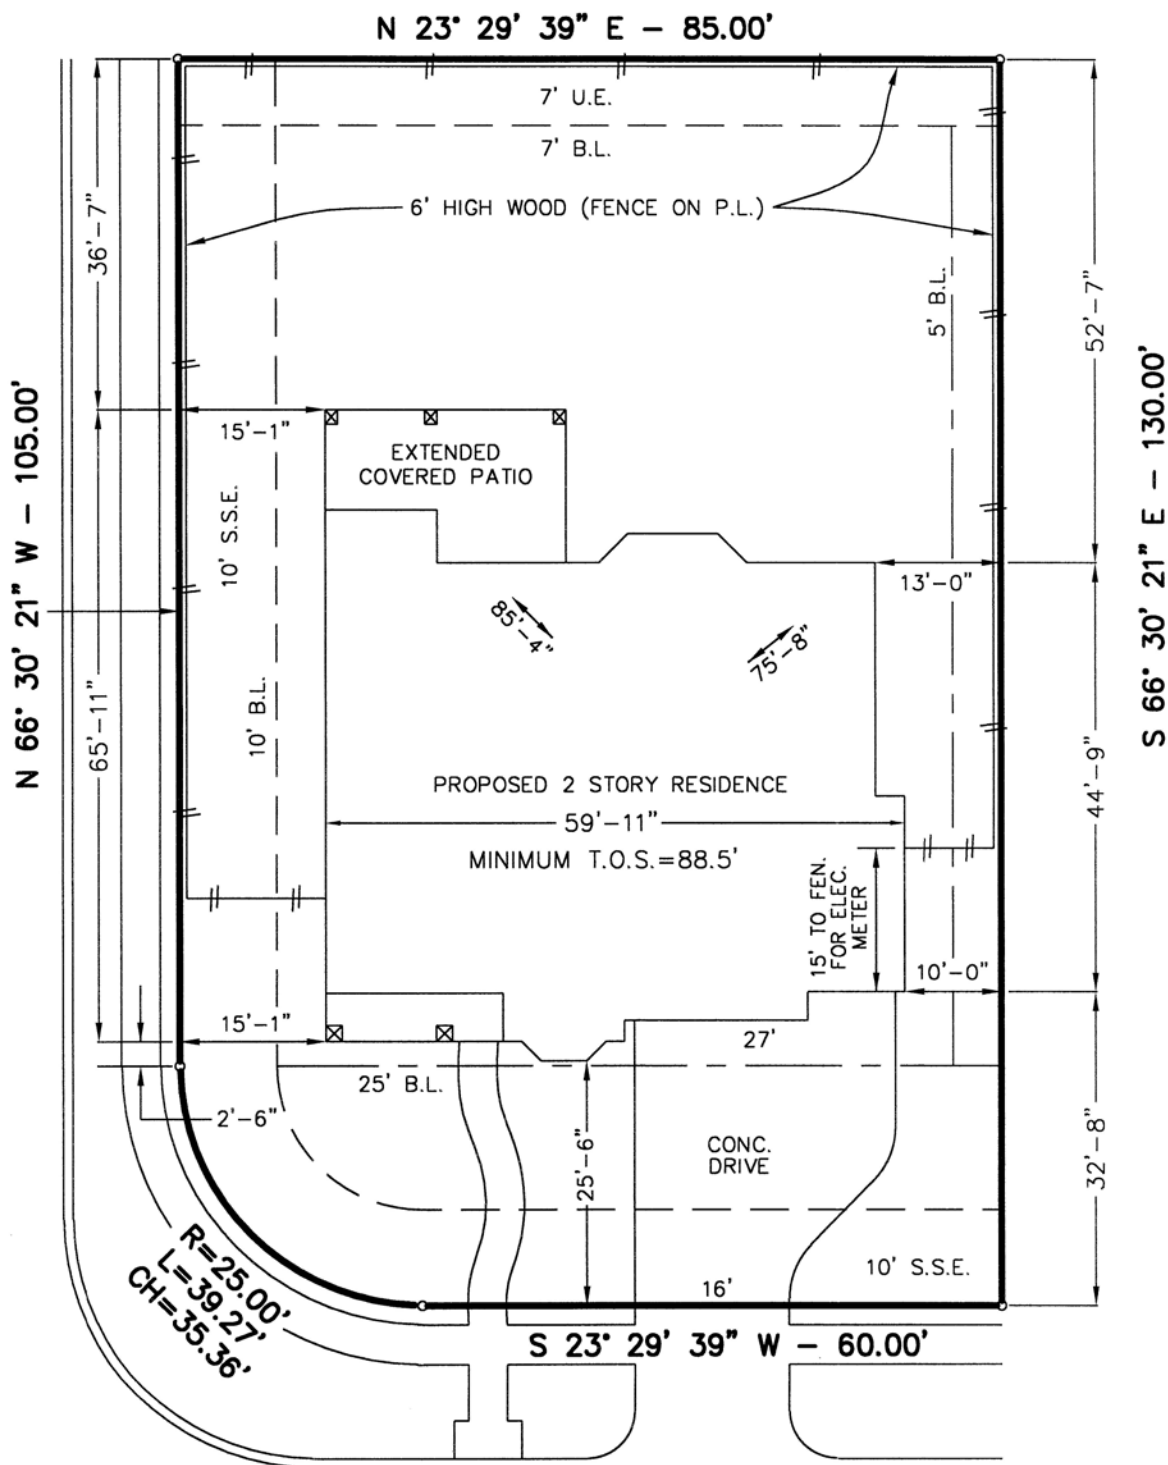 N 23° 29' 39" E – 85.00'
7' U.E.
7' B.L.
6' HIGH WOOD (FENCE ON P.L.)
36'-7"
52'-7"
5' B.L.
N 66° 30' 21" W – 105.00'
S 66° 30' 21" E – 130.00'
15'-1"
EXTENDED
COVERED PATIO
10' S.S.E.
13'-0"
85'-4"
75'-8"
65'-11"
10' B.L.
44'-9"
PROPOSED 2 STORY RESIDENCE
59'-11"
MINIMUM T.O.S.=88.5'
15' TO FEN.
FOR ELEC.
METER
10'-0"
15'-1"
27'
25' B.L.
2'-6"
25'-6"
CONC.
DRIVE
32'-8"
R=25.00'
L=39.27'
CH=35.36'
10' S.S.E.
16'
S 23° 29' 39" W – 60.00'